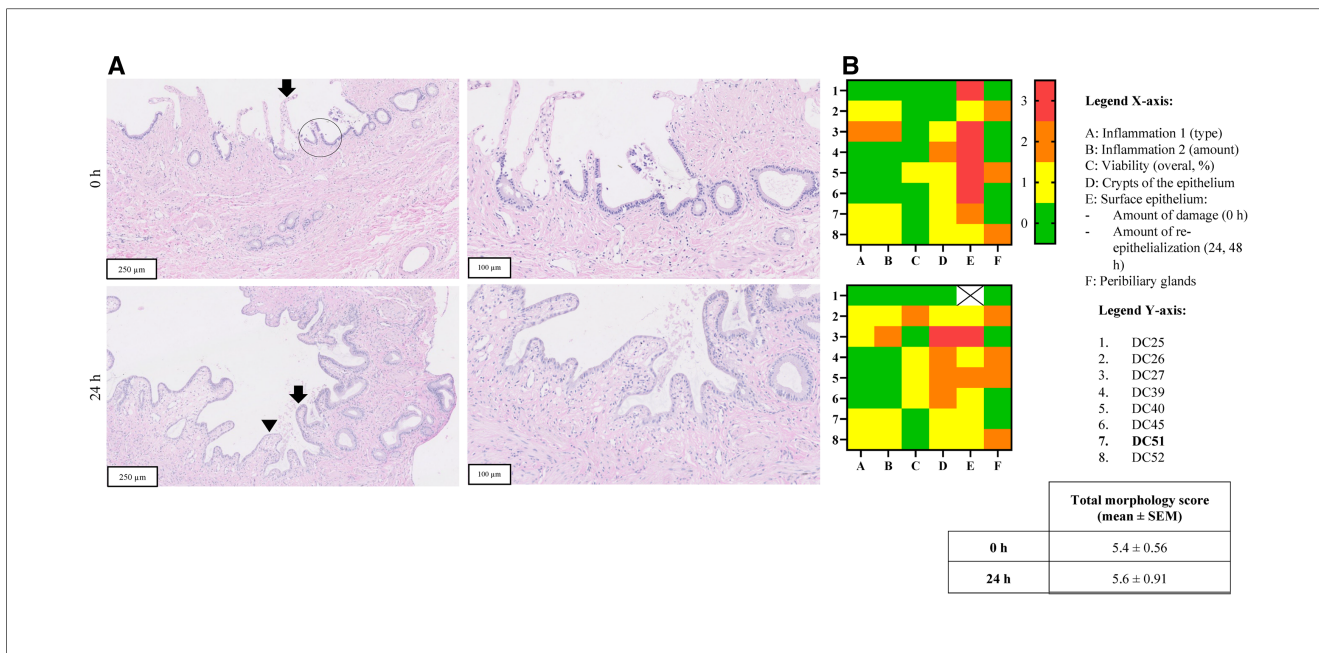 A
B
0 h
250 µm
100 µm
24 h
250 µm
100 µm
1
2
3
4
5
6
7
8
A B C D E F
3
2
1
0
1
2
3
4
5
6
7
8
A B C D E F
Legend X-axis:
A: Inflammation 1 (type)
B: Inflammation 2 (amount)
C: Viability (overal, %)
D: Crypts of the epithelium
E: Surface epithelium:
- Amount of damage (0 h)
- Amount of re-
epithelialization (24, 48
h)
F: Peribiliary glands
Legend Y-axis:
1. DC25
2. DC26
3. DC27
4. DC39
5. DC40
6. DC45
7. DC51
8. DC52
Total morphology score
(mean ± SEM)
0 h 5.4 ± 0.56
24 h 5.6 ± 0.91